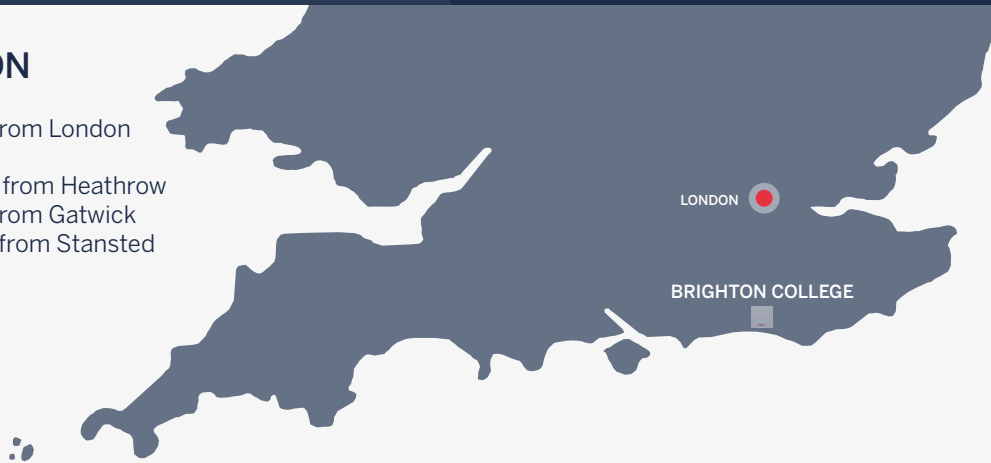 ON
rom London
from Heathrow
rom Gatwick
from Stansted
LONDON
BRIGHTON COLLEGE